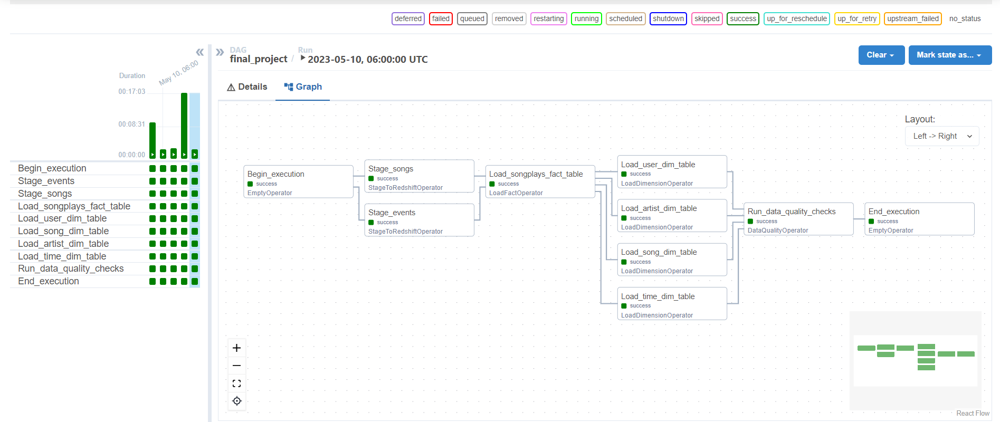 deferred failed queued removed restarting running scheduled shutdown skipped success up_for_reschedule up_for_retry upstream_failed no_status
DAG
final_project
/
Run
2023-05-10, 06:00:00 UTC
Clear
Mark state as...
Details
Graph
Duration
May 10, 06:00
00:17:03
00:08:31
00:00:00
Begin_execution
Stage_events
Stage_songs
Load_songplays_fact_table
Load_user_dim_table
Load_song_dim_table
Load_artist_dim_table
Load_time_dim_table
Run_data_quality_checks
End_execution
Layout:
Left -> Right
Begin_execution
success
EmptyOperator
Stage_songs
success
StageToRedshiftOperator
Stage_events
success
StageToRedshiftOperator
Load_songplays_fact_table
success
LoadFactOperator
Load_user_dim_table
success
LoadDimensionOperator
Load_artist_dim_table
success
LoadDimensionOperator
Load_song_dim_table
success
LoadDimensionOperator
Load_time_dim_table
success
LoadDimensionOperator
Run_data_quality_checks
success
DataQualityOperator
End_execution
success
EmptyOperator
React Flow